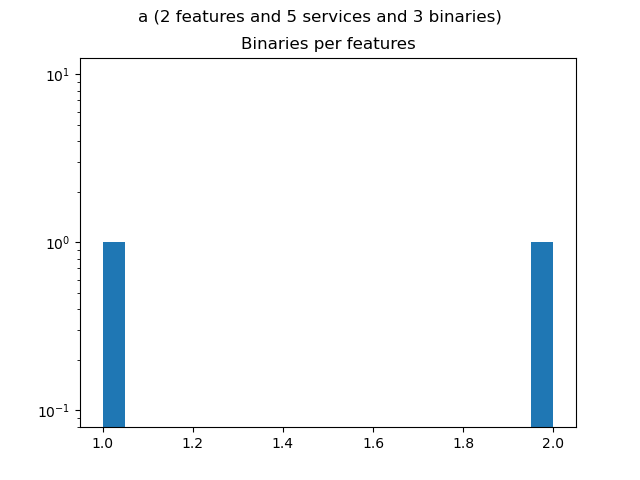 a (2 features and 5 services and 3 binaries)
Binaries per features
10¹
10⁰
10⁻¹
1.0 1.2 1.4 1.6 1.8 2.0